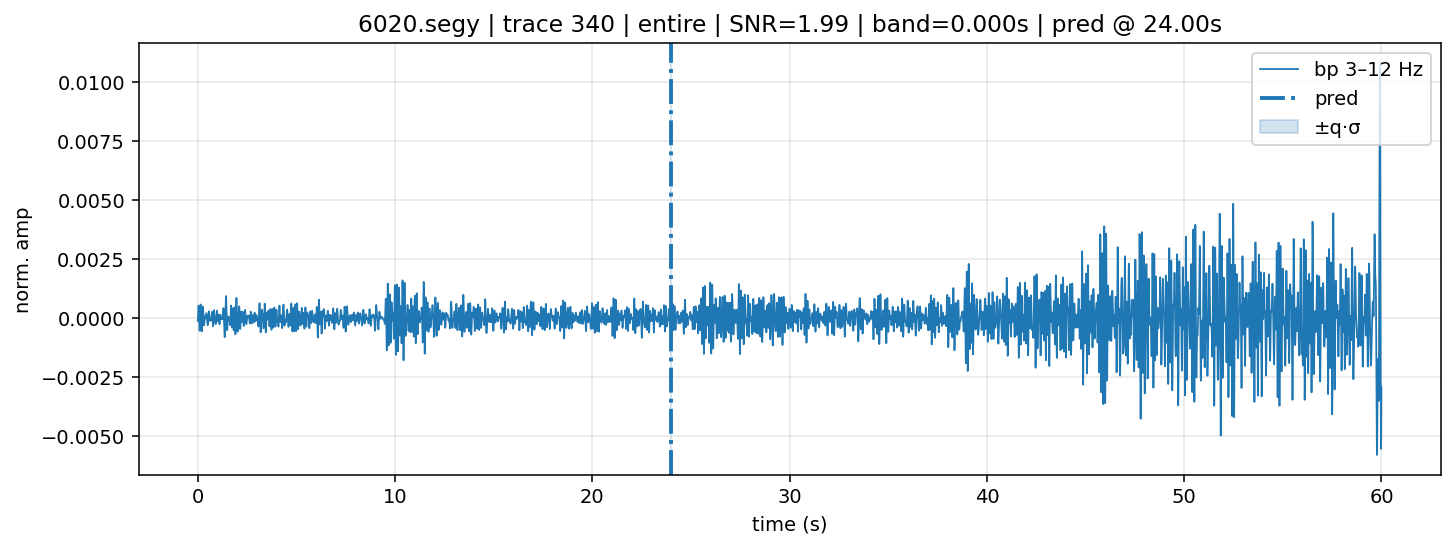 6020.segy | trace 340 | entire | SNR=1.99 | band=0.000s | pred @ 24.00s
bp 3–12 Hz
pred
±q·σ
norm. amp
0.0100
0.0075
0.0050
0.0025
0.0000
−0.0025
−0.0050
0 10 20 30 40 50 60
time (s)